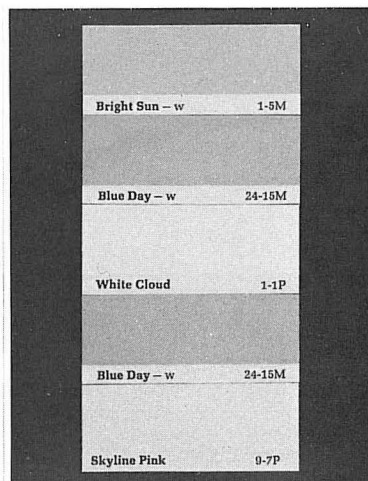 Bright Sun – w 1-5M
Blue Day – w 24-15M
White Cloud 1-1P
Blue Day – w 24-15M
Skyline Pink 9-7P